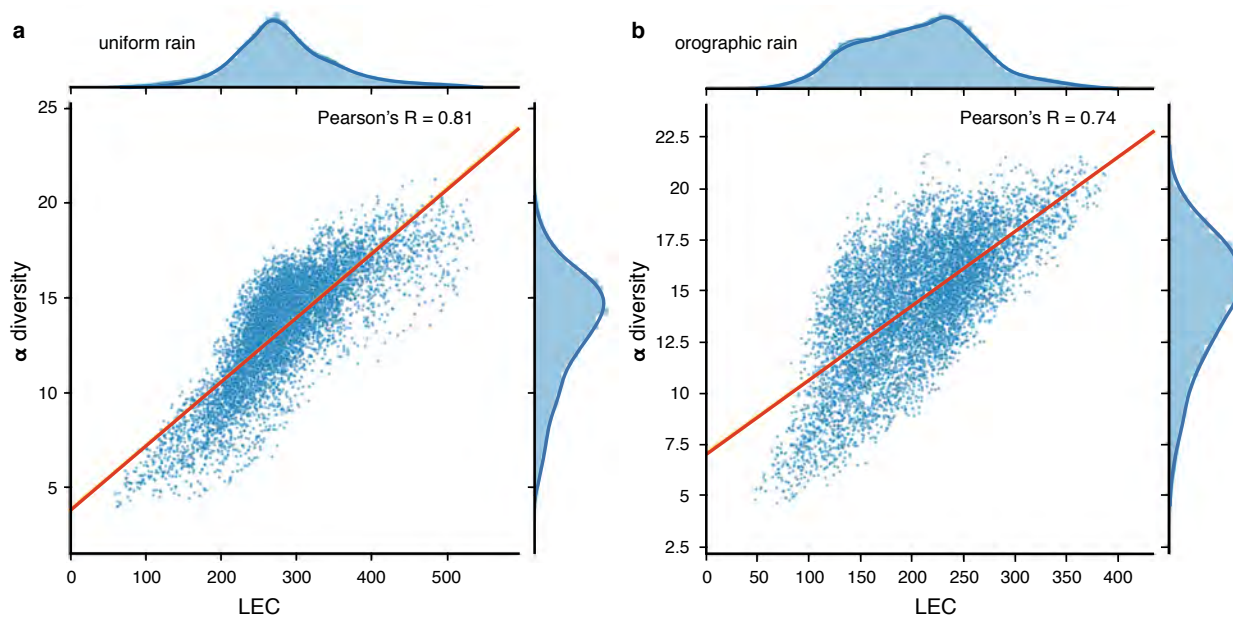 a
uniform rain
Pearson's R = 0.81
25
20
15
10
5
α diversity
0 100 200 300 400 500
LEC
b
orographic rain
Pearson's R = 0.74
22.5
20
17.5
15
12.5
10
7.5
5
2.5
α diversity
0 50 100 150 200 250 300 350 400
LEC